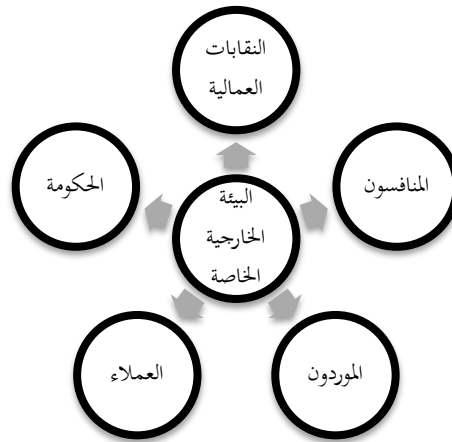 النقابات
العمالية
المنافسون
الحكومة
البيئة
الخارجية
الخاصة
الموردون
العملاء